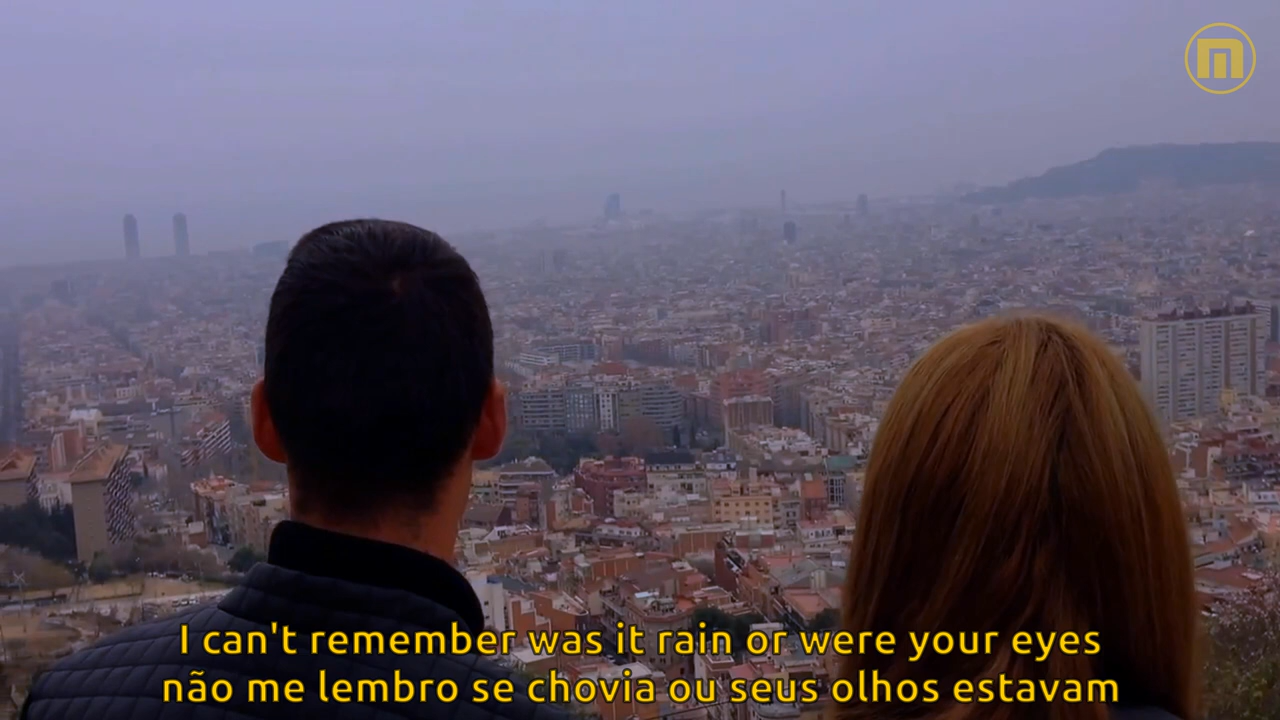 I can't remember was it rain or were your eyes
não me lembro se chovia ou seus olhos estavam